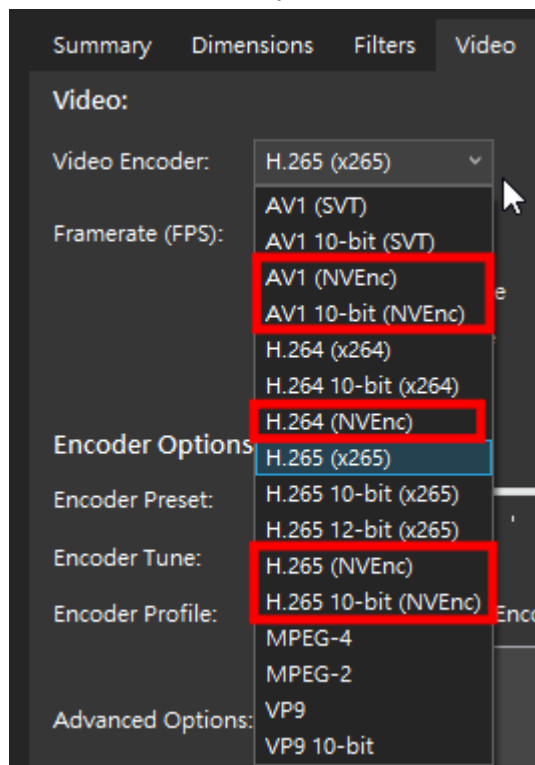 Summary Dimensions Filters Video
Video:
Video Encoder: H.265 (x265)
AV1 (SVT)
Framerate (FPS): AV1 10-bit (SVT)
AV1 (NVEnc)
AV1 10-bit (NVEnc)
H.264 (x264)
H.264 10-bit (x264)
H.264 (NVEnc)
Encoder Options H.265 (x265)
Encoder Preset: H.265 10-bit (x265)
H.265 12-bit (x265)
Encoder Tune: H.265 (NVEnc)
Encoder Profile: H.265 10-bit (NVEnc)
MPEG-4
MPEG-2
Advanced Options: VP9
VP9 10-bit